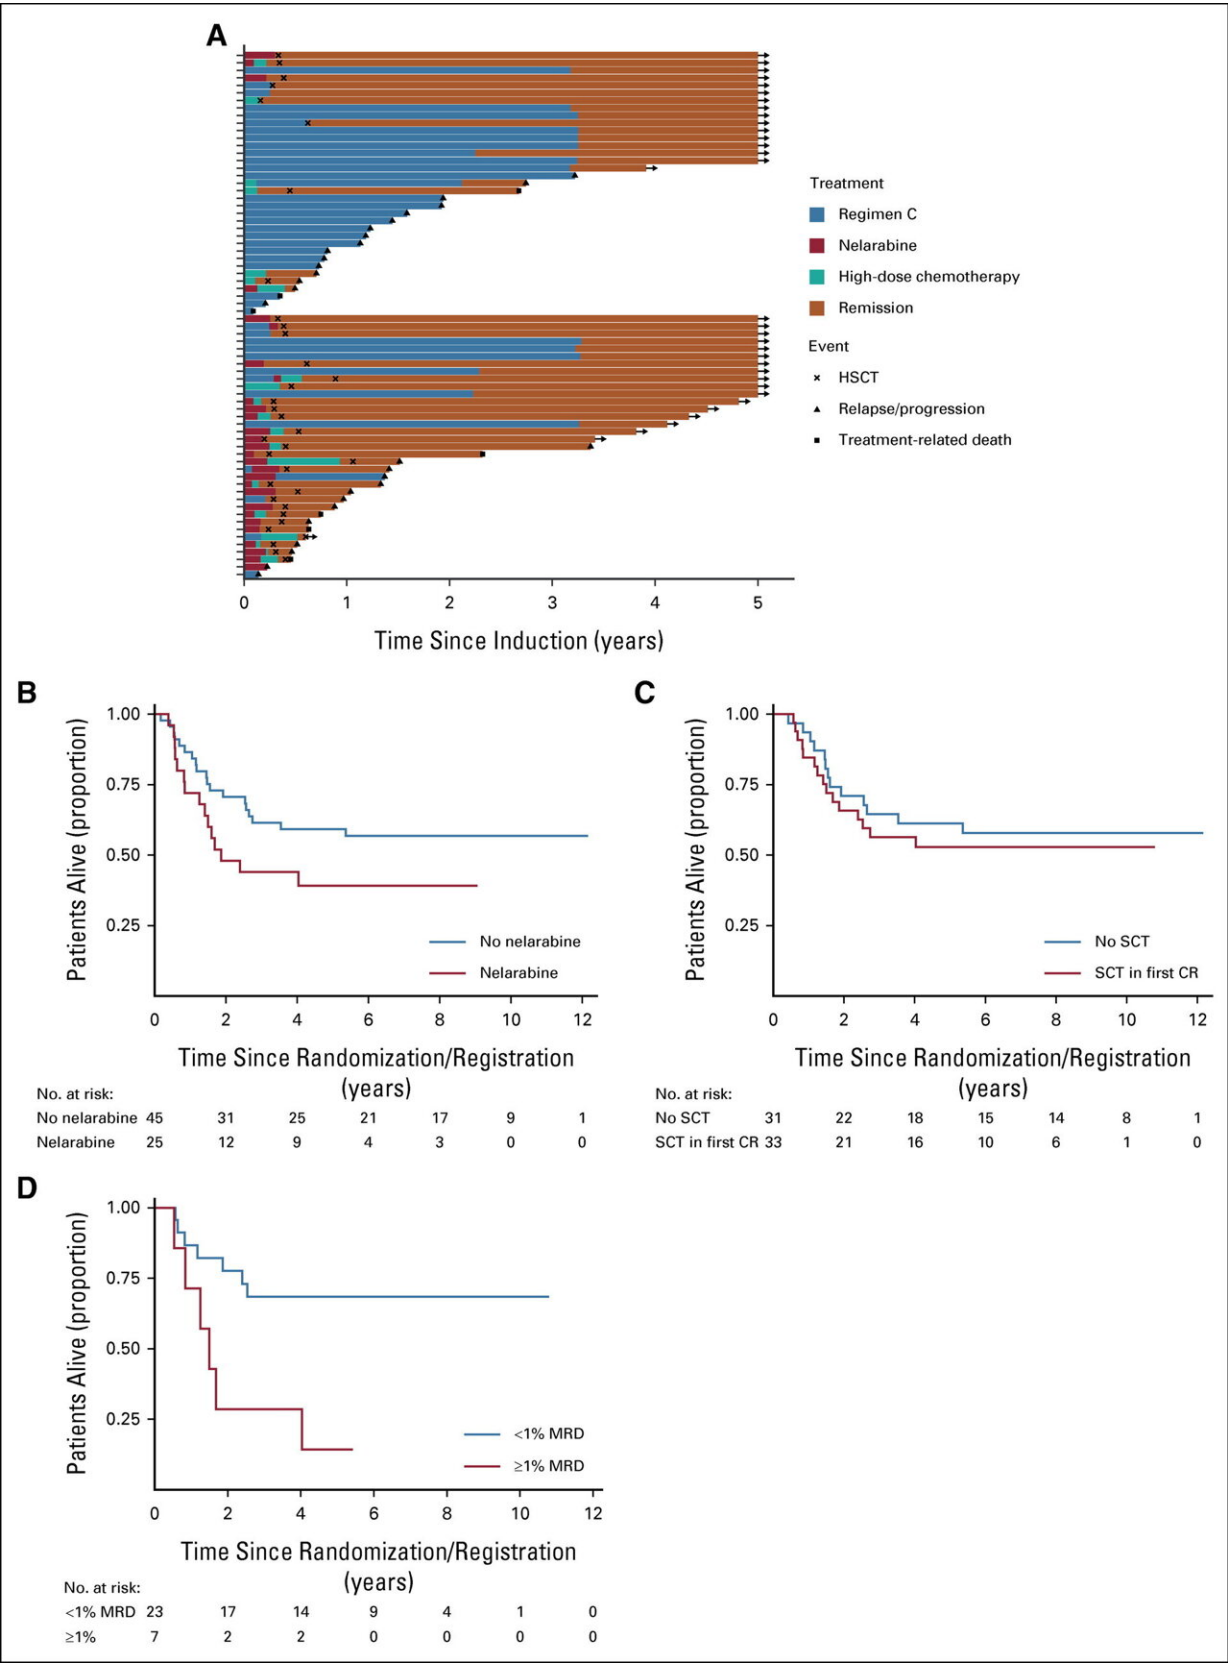 A
Treatment
Regimen C
Nelarabine
High-dose chemotherapy
Remission
Event
HSCT
Relapse/progression
Treatment-related death
0 1 2 3 4 5
Time Since Induction (years)
B
Patients Alive (proportion)
1.00
0.75
0.50
0.25
No nelarabine
Nelarabine
0 2 4 6 8 10 12
Time Since Randomization/Registration
(years)
No. at risk:
No nelarabine 45 31 25 21 17 9 1
Nelarabine 25 12 9 4 3 0 0
C
Patients Alive (proportion)
1.00
0.75
0.50
0.25
No SCT
SCT in first CR
0 2 4 6 8 10 12
Time Since Randomization/Registration
(years)
No. at risk:
No SCT 31 22 18 15 14 8 1
SCT in first CR 33 21 16 10 6 1 0
D
Patients Alive (proportion)
1.00
0.75
0.50
0.25
<1% MRD
≥1% MRD
0 2 4 6 8 10 12
Time Since Randomization/Registration
(years)
No. at risk:
<1% MRD 23 17 14 9 4 1 0
≥1% 7 2 2 0 0 0 0